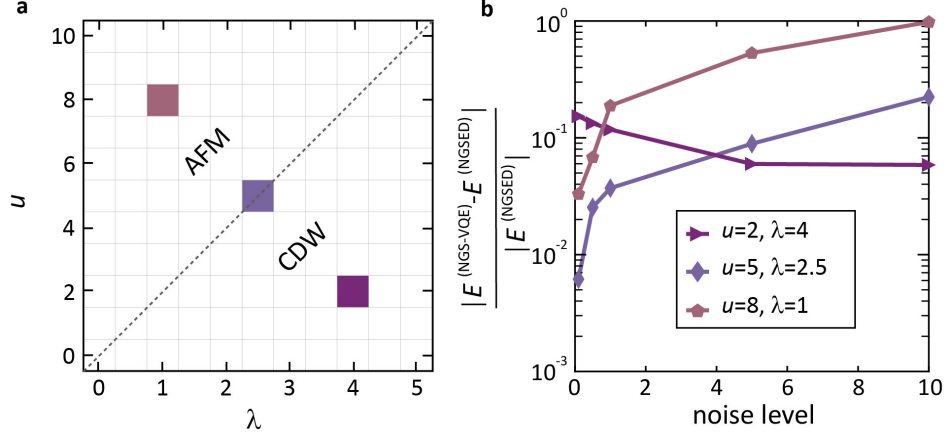 a
10
8
6
4
2
0
u
AFM
CDW
0 1 2 3 4 5
λ
b
10⁰
10⁻¹
10⁻²
10⁻³
| E (NGS-VQE)- E (NGSED) |
| E (NGSED) |
u=2, λ=4
u=5, λ=2.5
u=8, λ=1
0 2 4 6 8 10
noise level